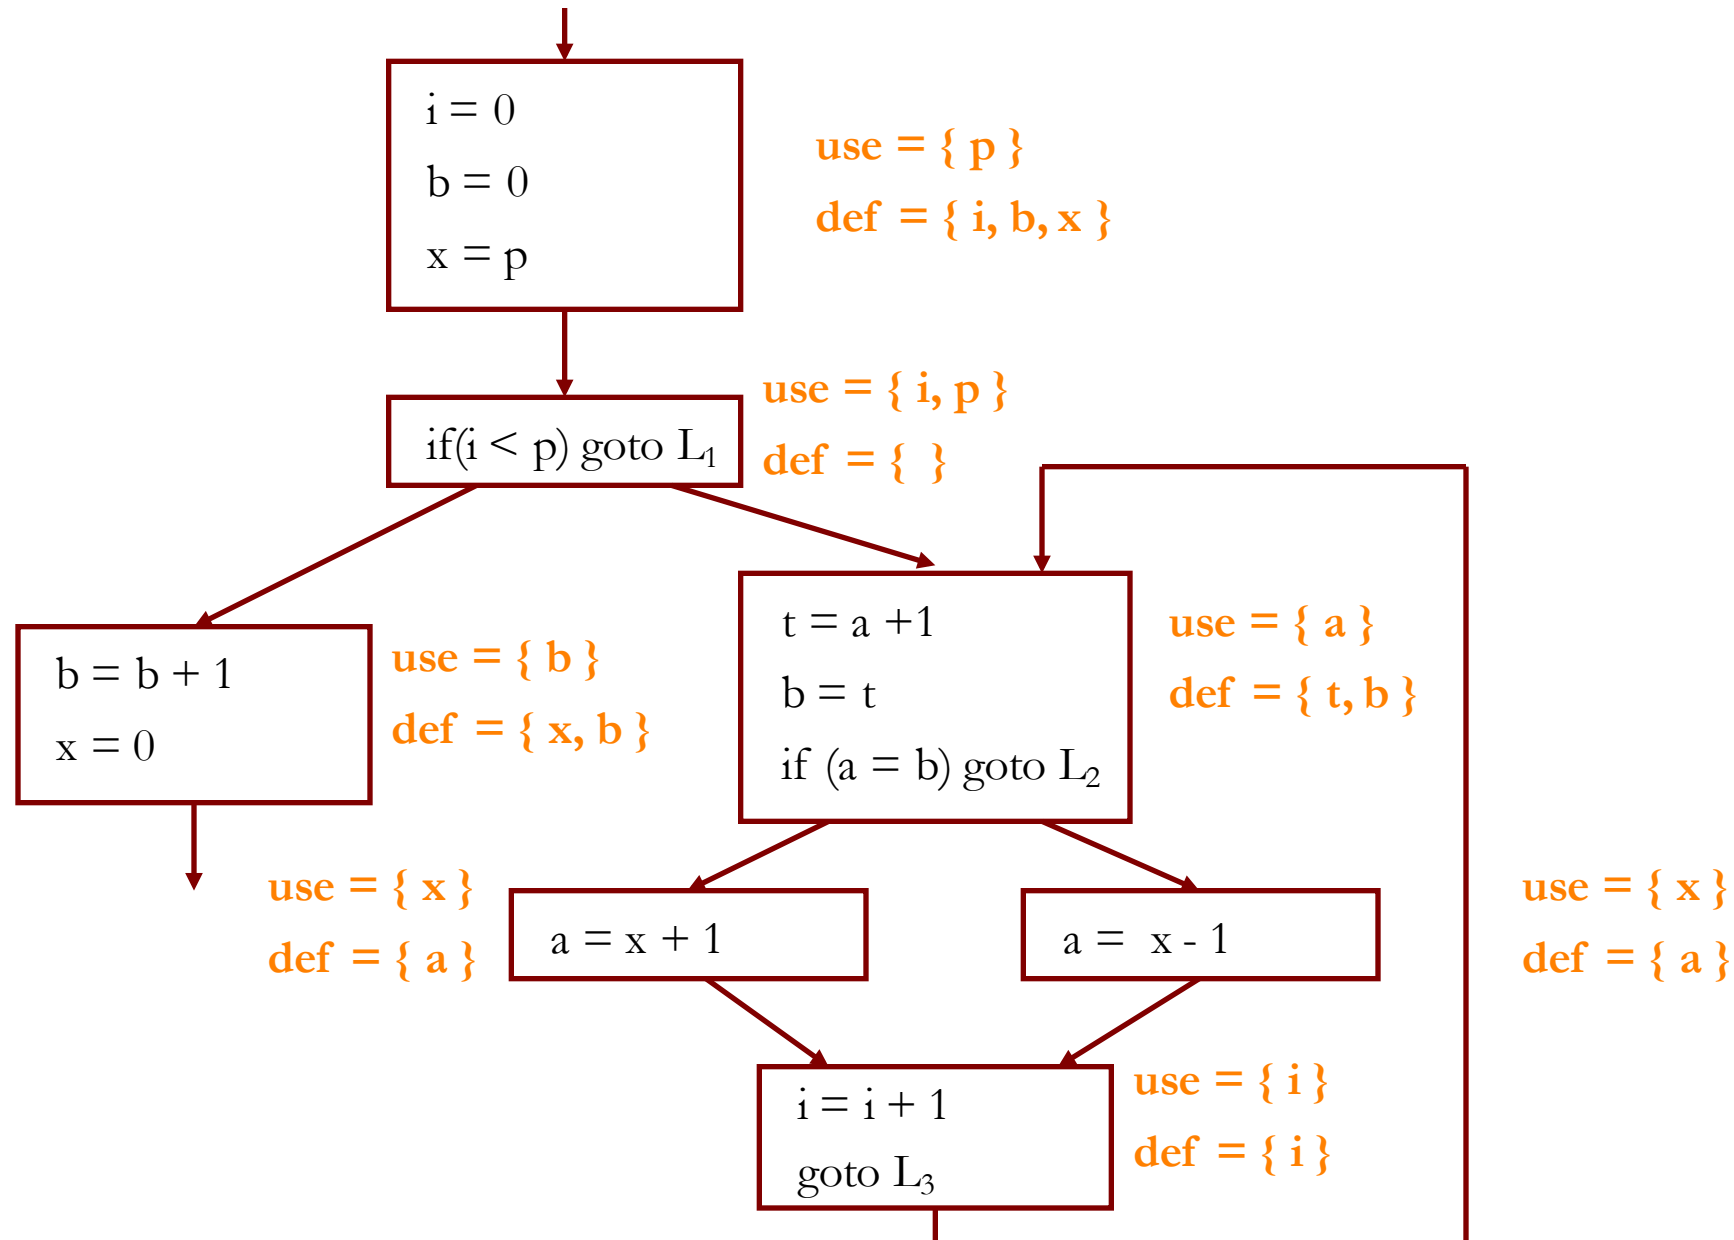 i = 0
b = 0
x = p
use = { p }
def = { i, b, x }
if(i < p) goto L₁
use = { i, p }
def = { }
b = b + 1
x = 0
use = { b }
def = { x, b }
t = a +1
b = t
if (a = b) goto L₂
use = { a }
def = { t, b }
use = { x }
def = { a }
a = x + 1
a = x - 1
use = { x }
def = { a }
i = i + 1
goto L₃
use = { i }
def = { i }